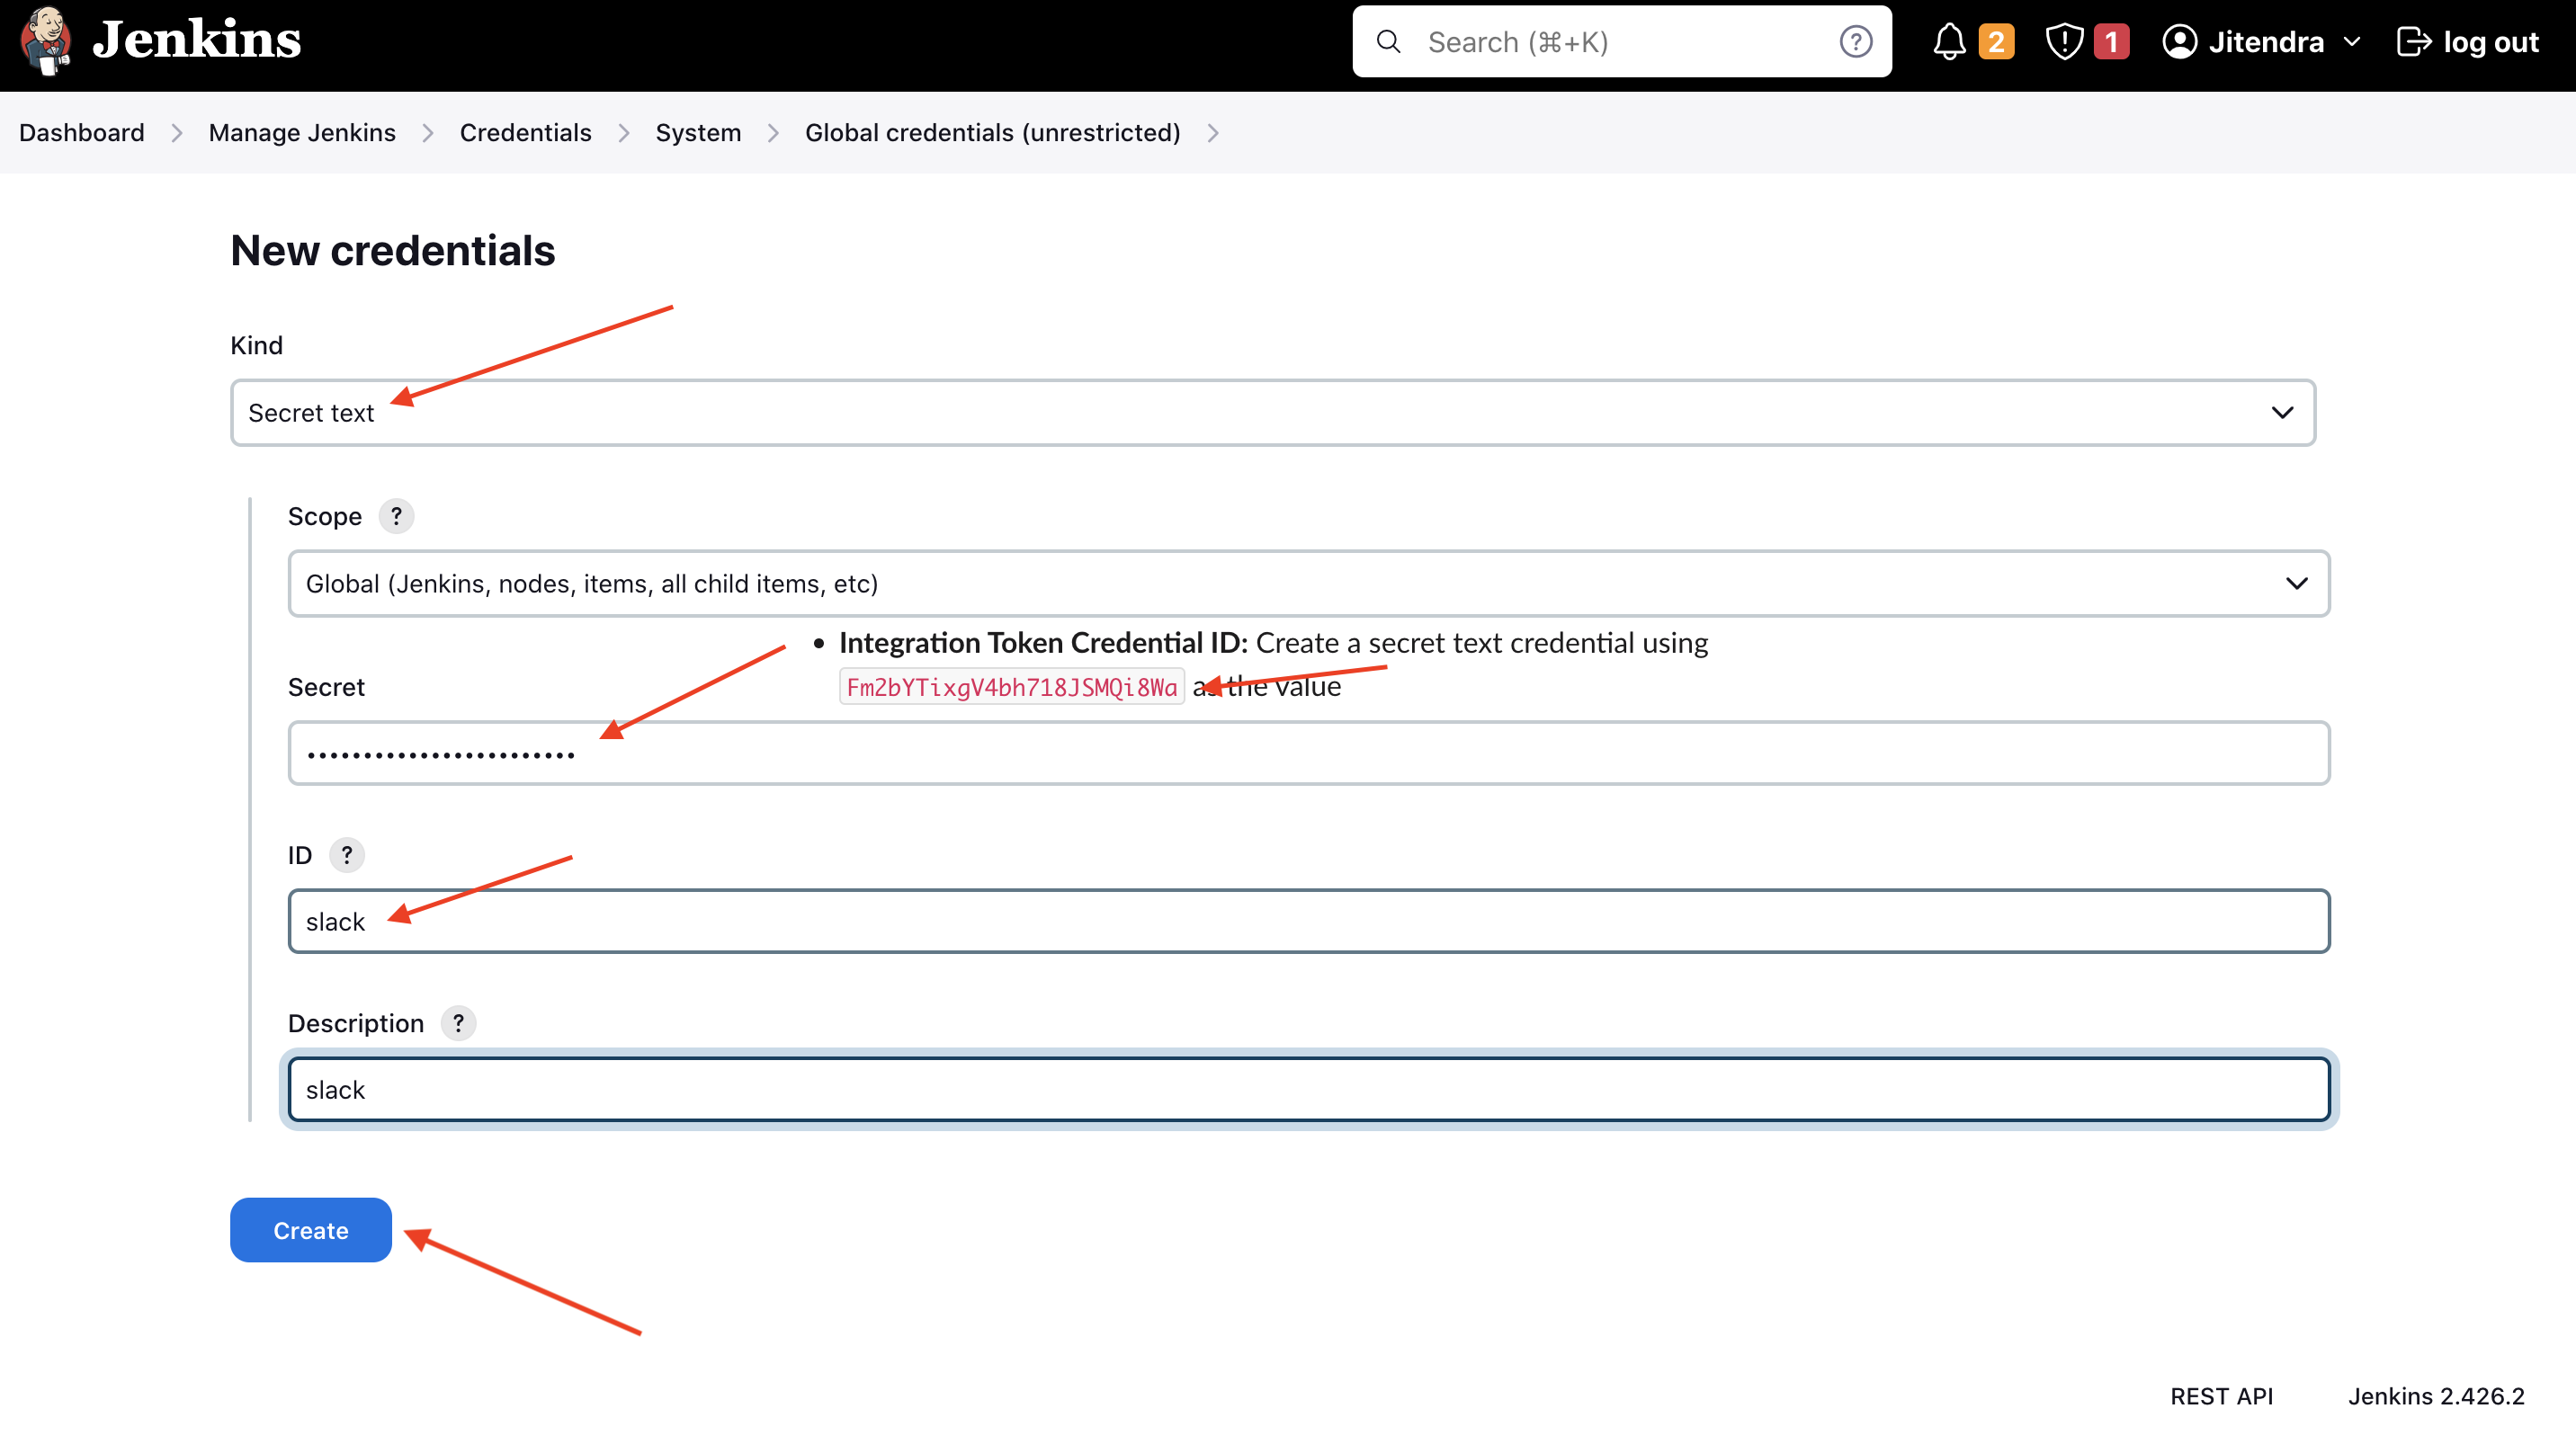 Jenkins
Search (⌘+K)
?
2
1
Jitendra
log out
Dashboard
Manage Jenkins
Credentials
System
Global credentials (unrestricted)
New credentials
Kind
Secret text
Scope ?
Global (Jenkins, nodes, items, all child items, etc)
• Integration Token Credential ID: Create a secret text credential using
Fm2bYTixgV4bh718JSMQi8Wa as the value
Secret
••••••••••••••••••••••••
ID ?
slack
Description ?
slack
Create
REST API
Jenkins 2.426.2